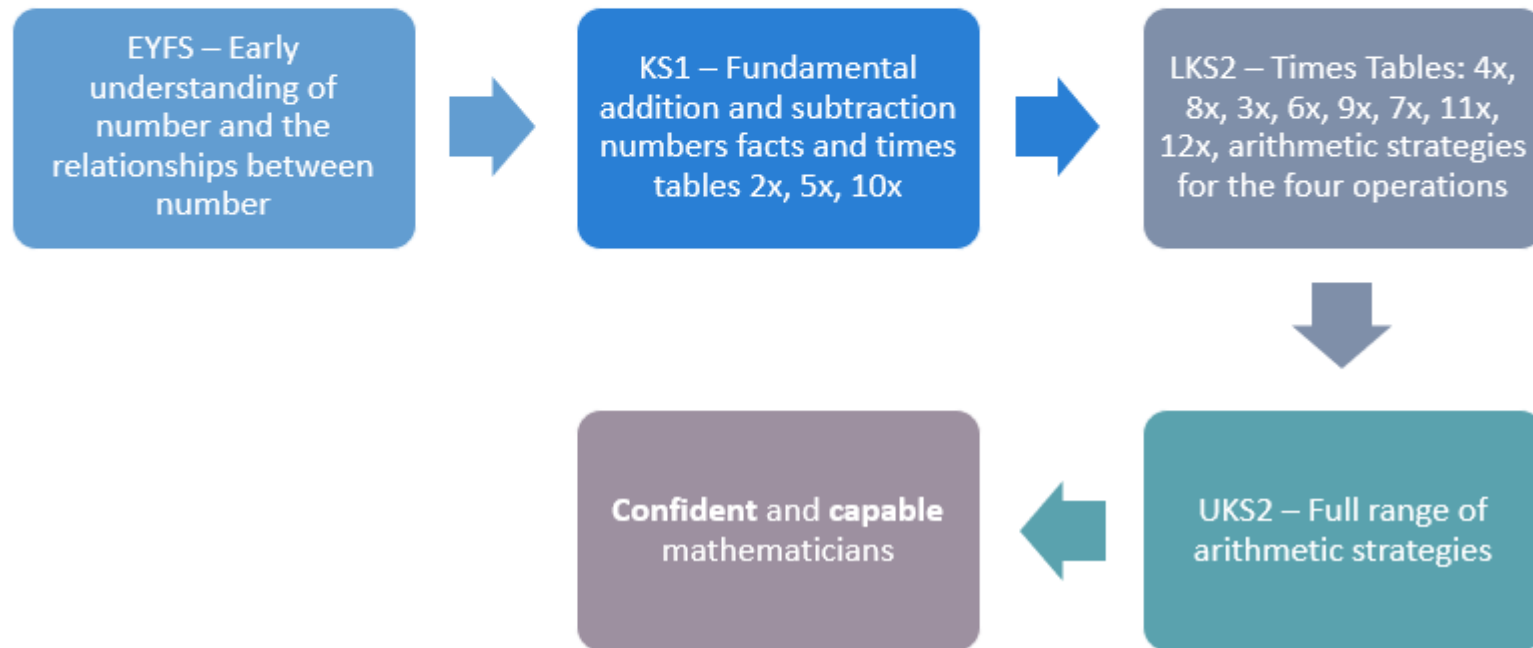 EYFS – Early
understanding of
number and the
relationships between
number
KS1 – Fundamental
addition and subtraction
numbers facts and times
tables 2x, 5x, 10x
LKS2 – Times Tables: 4x,
8x, 3x, 6x, 9x, 7x, 11x,
12x, arithmetic strategies
for the four operations
UKS2 – Full range of
arithmetic strategies
Confident and capable
mathematicians